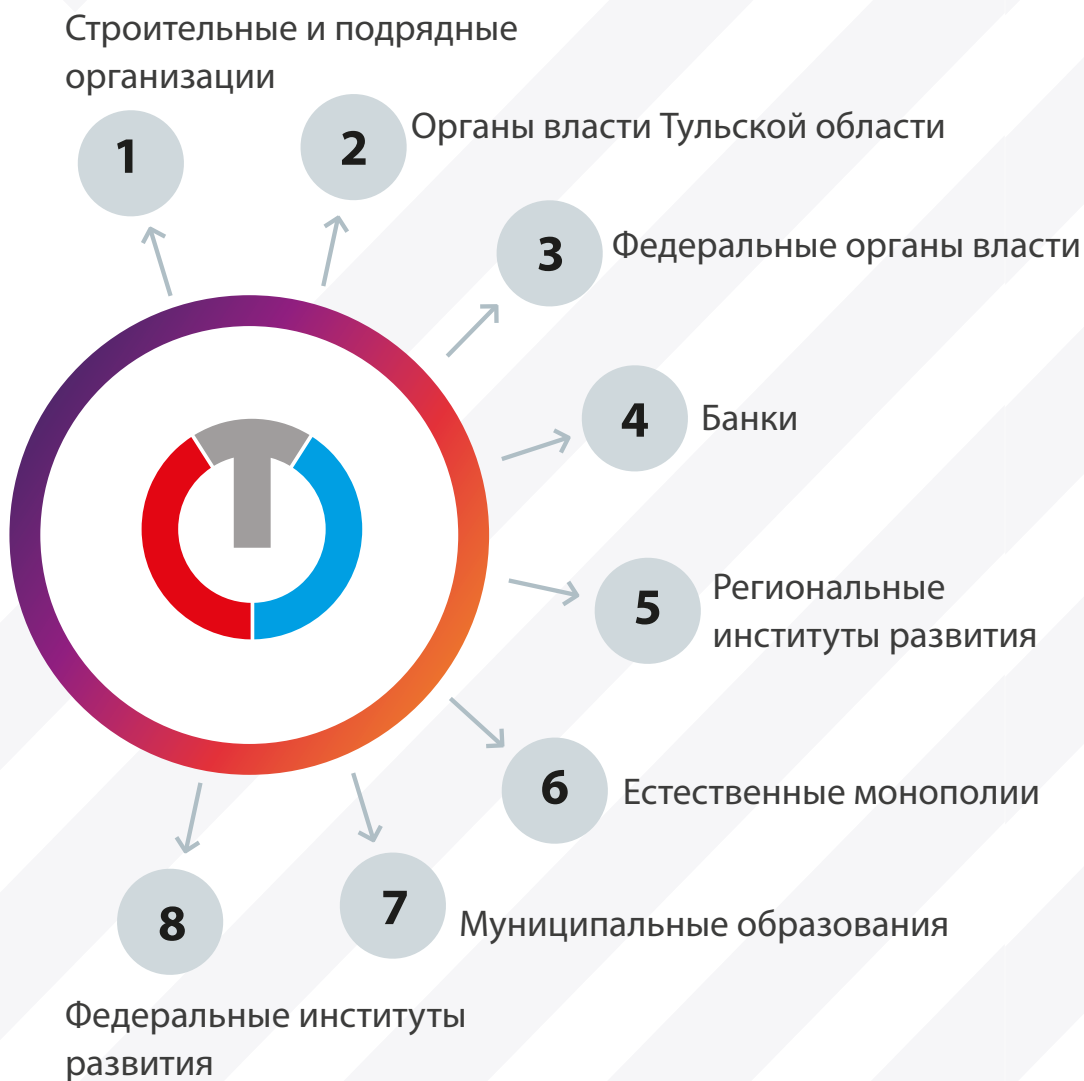 Строительные и подрядные
организации
1
2
Органы власти Тульской области
3
Федеральные органы власти
4
Банки
5
Региональные
институты развития
6
Естественные монополии
7
Муниципальные образования
8
Федеральные институты
развития